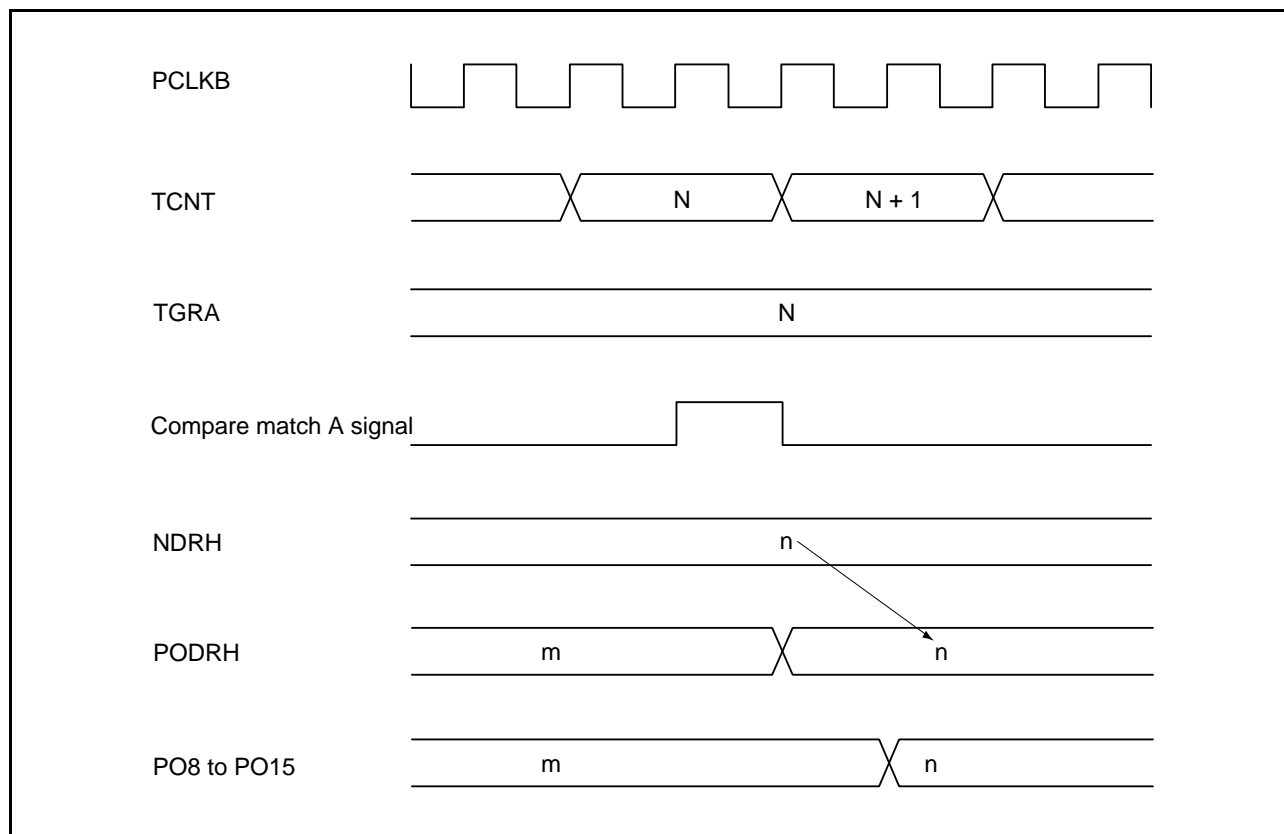 PCLKB
TCNT N N + 1
TGRA N
Compare match A signal
NDRH n
PODRH m n
PO8 to PO15 m n